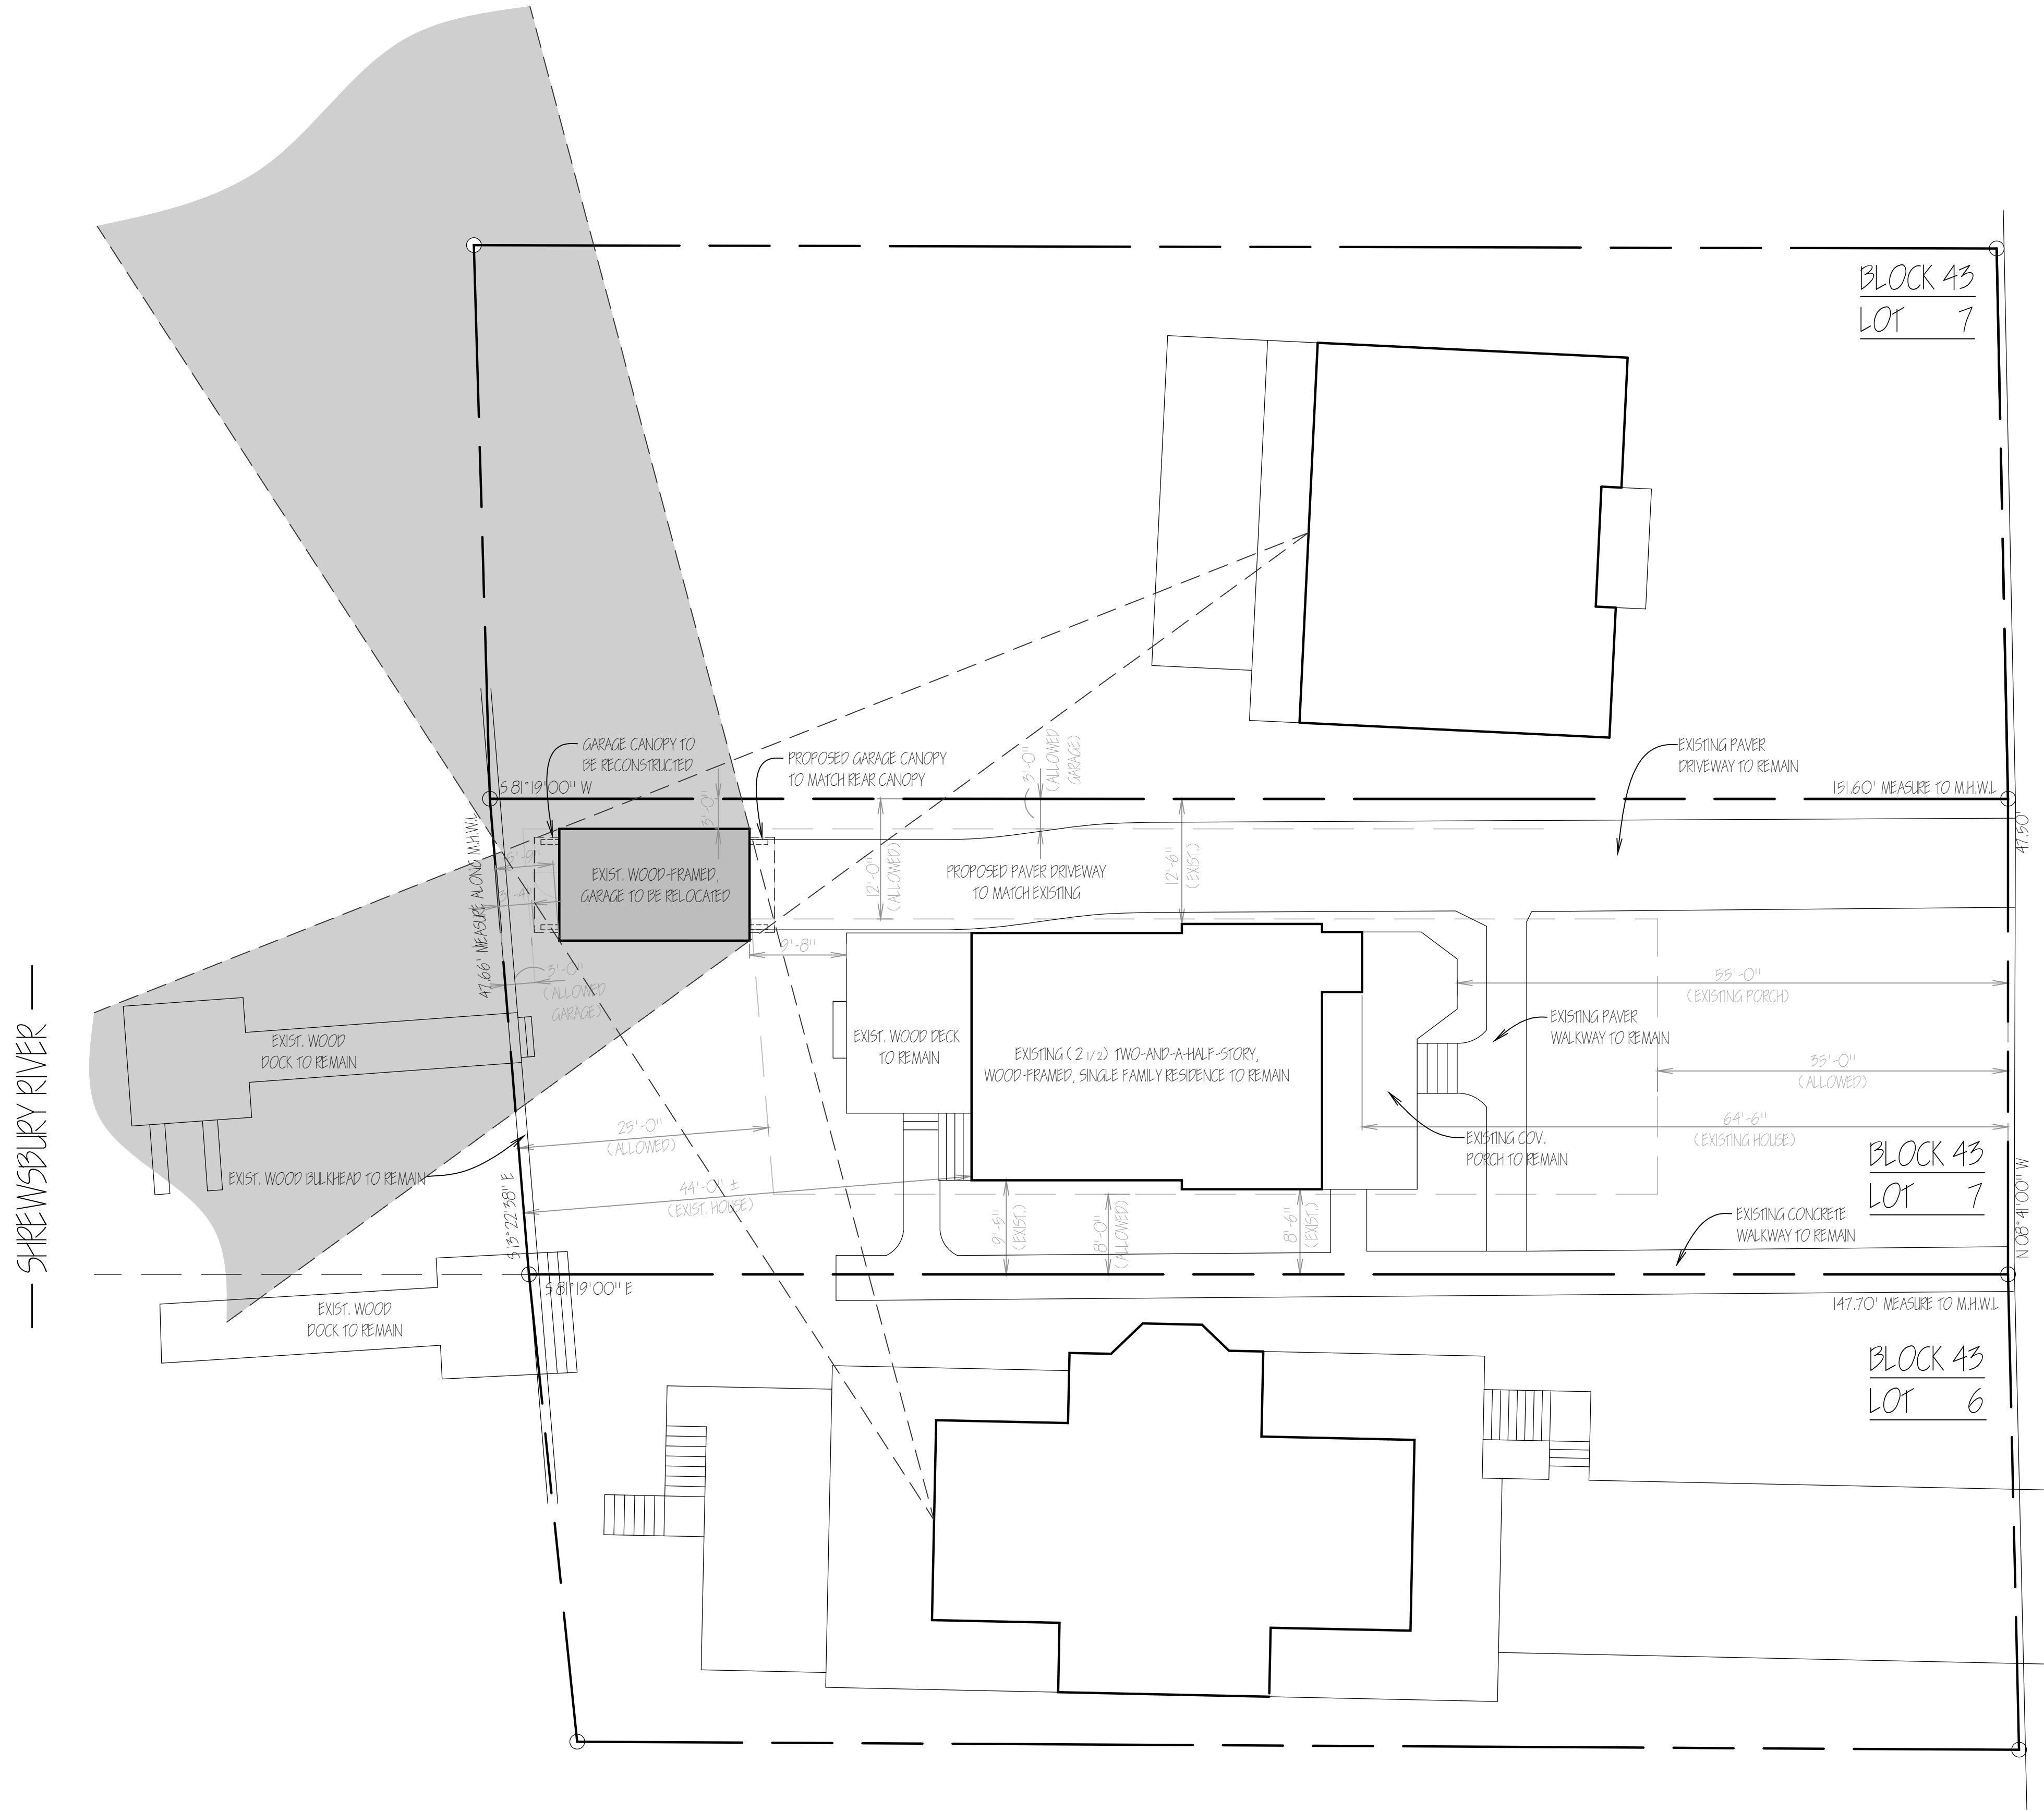 BLOCK 43
LOT 7
GARAGE CANOPY TO
BE RECONSTRUCTED
PROPOSED GARAGE CANOPY
TO MATCH REAR CANOPY
3'-0"
(ALLOWED
GARAGE)
EXISTING PAVER
DRIVEWAY TO REMAIN
S 81°19'00" W
151.60' MEASURE TO M.H.W.L
3'-0"
47.50'
47.66' MEASURE ALONG M.H.W.L
EXIST. WOOD-FRAMED,
GARAGE TO BE RELOCATED
12'-0"
(ALLOWED)
PROPOSED PAVER DRIVEWAY
TO MATCH EXISTING
12'-6"
(EXIST.)
9'-8"
3'-0"
(ALLOWED
GARAGE)
55'-0"
(EXISTING PORCH)
SHREWSBURY RIVER
EXIST. WOOD
DOCK TO REMAIN
EXIST. WOOD DECK
TO REMAIN
EXISTING (2 1/2) TWO-AND-A-HALF-STORY,
WOOD-FRAMED, SINGLE FAMILY RESIDENCE TO REMAIN
EXISTING PAVER
WALKWAY TO REMAIN
35'-0"
(ALLOWED)
25'-0"
(ALLOWED)
64'-6"
(EXISTING HOUSE)
EXISTING COV.
PORCH TO REMAIN
BLOCK 43
LOT 7
EXIST. WOOD BULKHEAD TO REMAIN
44'-0" ±
(EXIST. HOUSE)
S 13°22'38" E
9'-5"
(EXIST.)
8'-0"
(ALLOWED)
8'-6"
(EXIST.)
EXISTING CONCRETE
WALKWAY TO REMAIN
N 08°41'00" W
S 81°19'00" E
147.70' MEASURE TO M.H.W.L
EXIST. WOOD
DOCK TO REMAIN
BLOCK 43
LOT 6